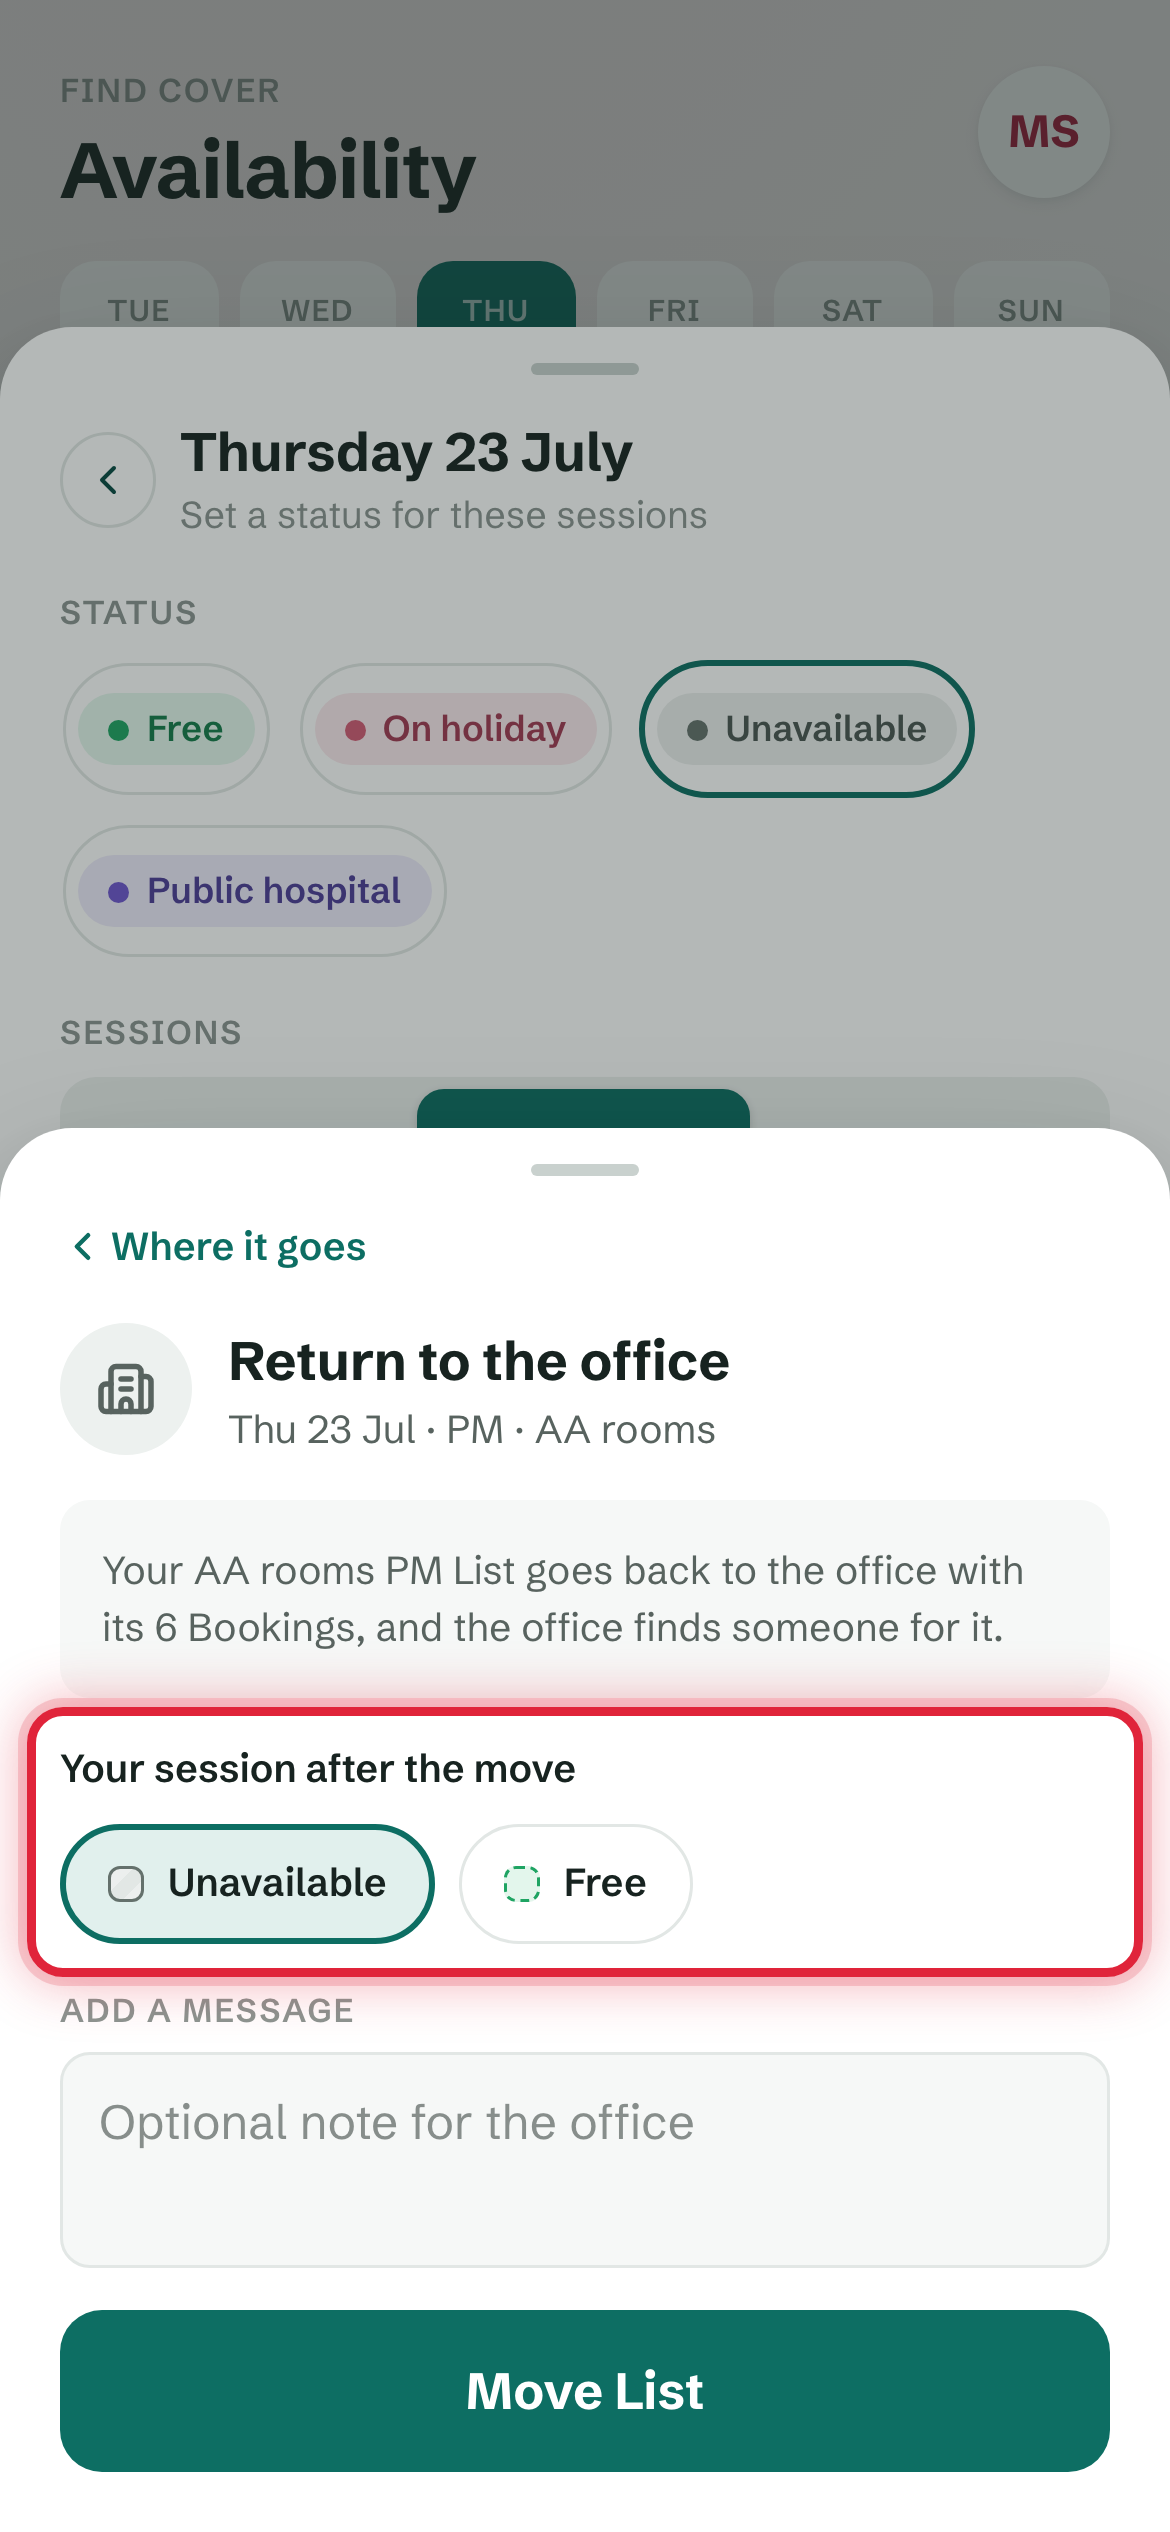 FIND COVER
Availability
MS
TUE WED THU FRI SAT SUN
Thursday 23 July
Set a status for these sessions
STATUS
Free On holiday Unavailable
Public hospital
SESSIONS
Where it goes
Return to the office
Thu 23 Jul · PM · AA rooms
Your AA rooms PM List goes back to the office with
its 6 Bookings, and the office finds someone for it.
Your session after the move
Unavailable Free
ADD A MESSAGE
Optional note for the office
Move List